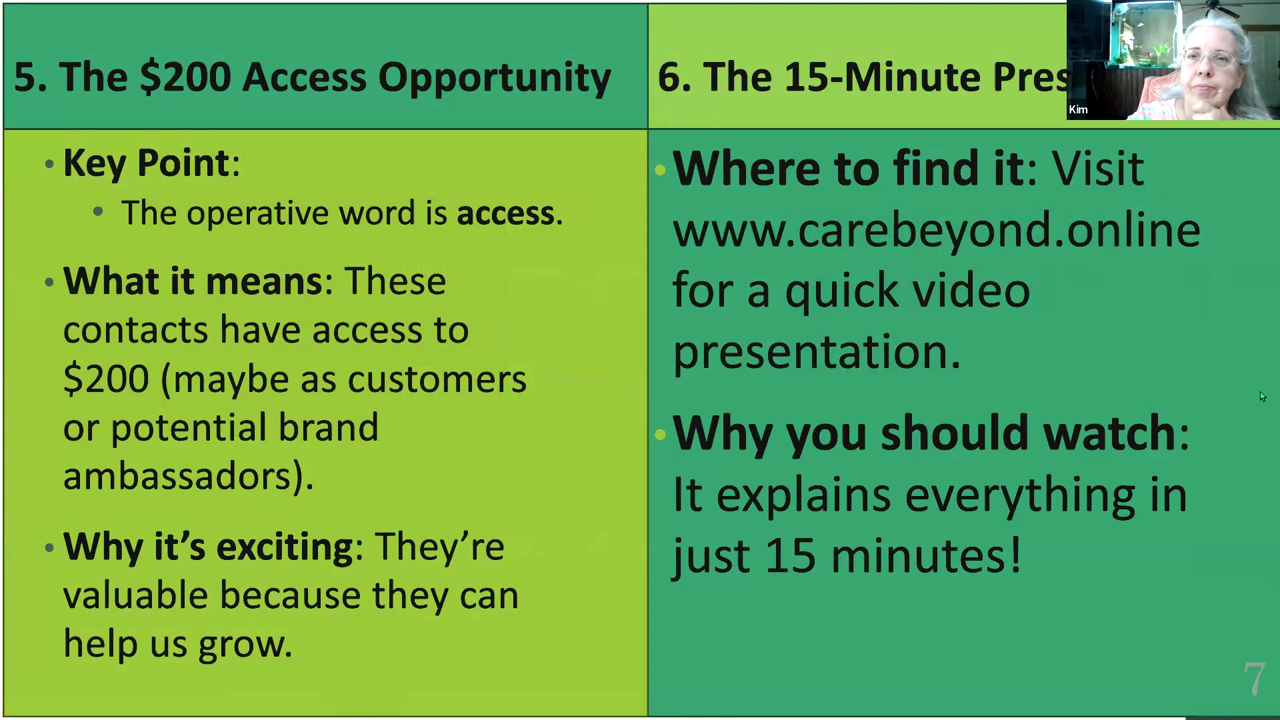 5. The $200 Access Opportunity
• Key Point:
• The operative word is access.
• What it means: These
contacts have access to
$200 (maybe as customers
or potential brand
ambassadors).
• Why it's exciting: They're
valuable because they can
help us grow.
6. The 15-Minute Pres
• Where to find it: Visit
www.carebeyond.online
for a quick video
presentation.
• Why you should watch:
It explains everything in
just 15 minutes!
Kim
7